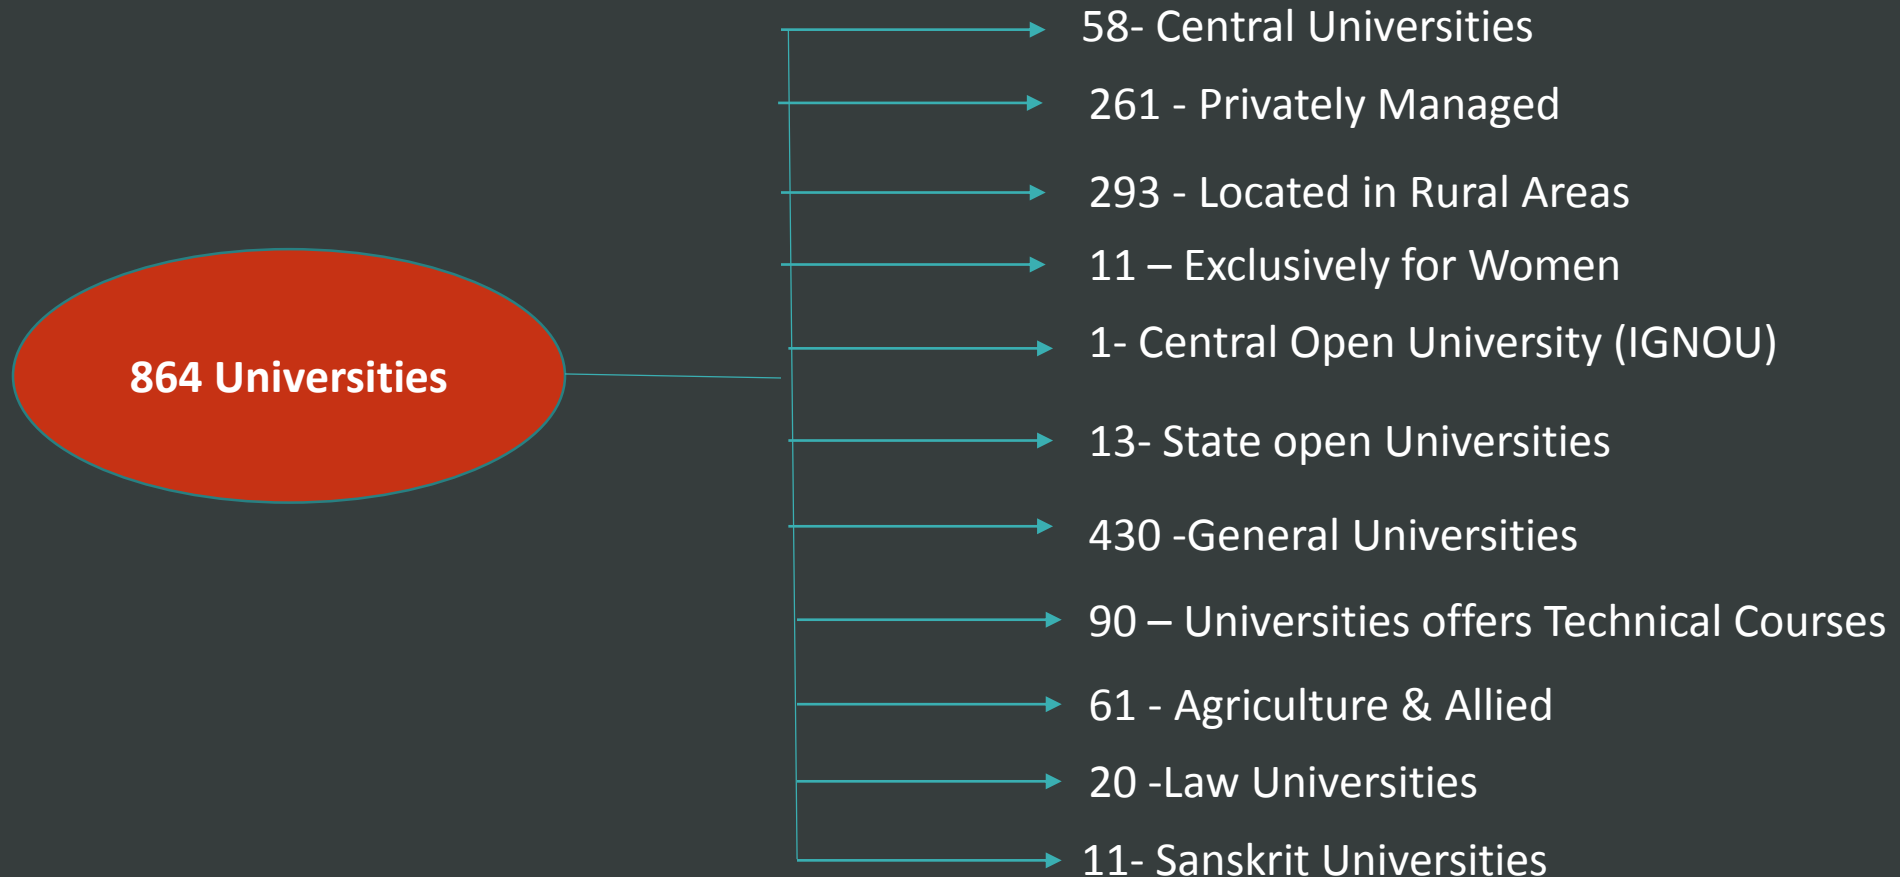 864 Universities
58- Central Universities
261 - Privately Managed
293 - Located in Rural Areas
11 – Exclusively for Women
1- Central Open University (IGNOU)
13- State open Universities
430 -General Universities
90 – Universities offers Technical Courses
61 - Agriculture & Allied
20 -Law Universities
11- Sanskrit Universities